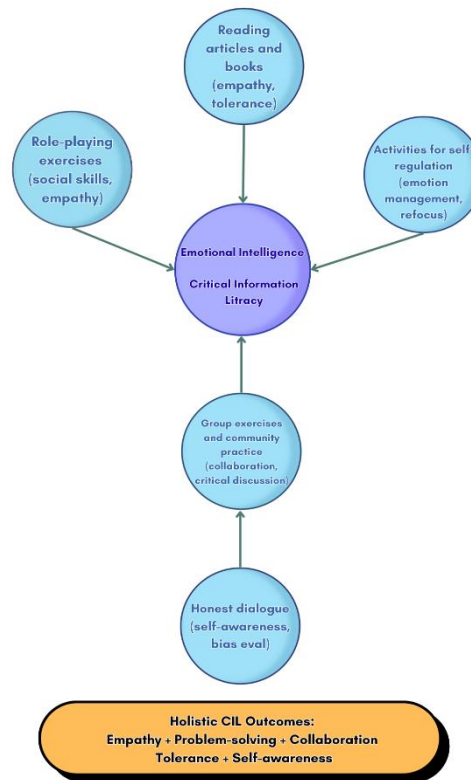 Reading
articles and
books
(empathy,
tolerance)
Role-playing
exercises
(social skills,
empathy)
Activities for self
regulation
(emotion
management,
refocus)
Emotional Intelligence
Critical Information
Litracy
Group exercises
and community
practice
(collaboration,
critical discussion)
Honest dialogue
(self-awareness,
bias eval)
Holistic CIL Outcomes:
Empathy + Problem-solving + Collaboration
Tolerance + Self-awareness